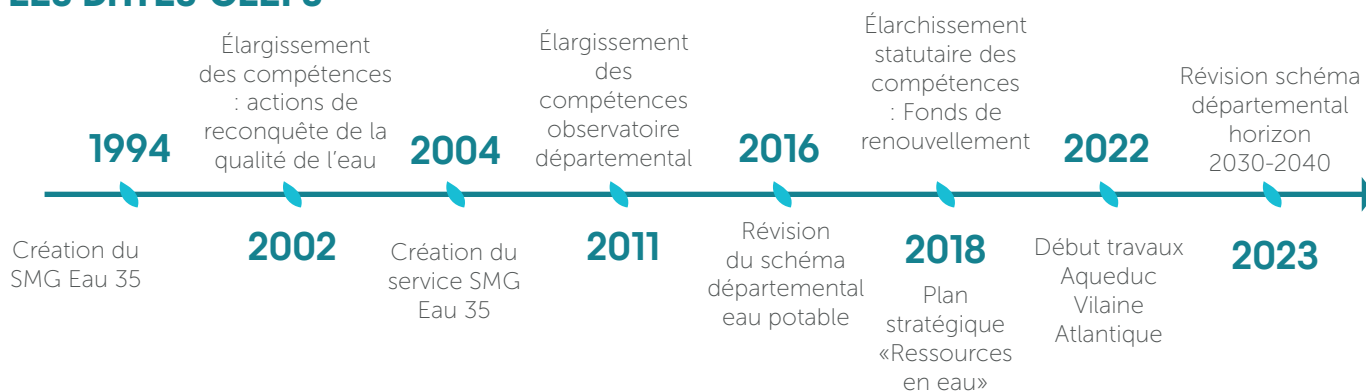 LES DATES CLEFS
1994
Création du
SMG Eau 35
Élargissement
des compétences
: actions de
reconquête de la
qualité de l'eau
2002
2004
Création du
service SMG
Eau 35
Élargissement
des
compétences
observatoire
départemental
2011
2016
Révision
du schéma
départemental
eau potable
Élarchissement
statutaire des
compétences
: Fonds de
renouvellement
2018
Plan
stratégique
«Ressources
en eau»
2022
Début travaux
Aqueduc
Vilaine
Atlantique
Révision schéma
départemental
horizon
2030-2040
2023